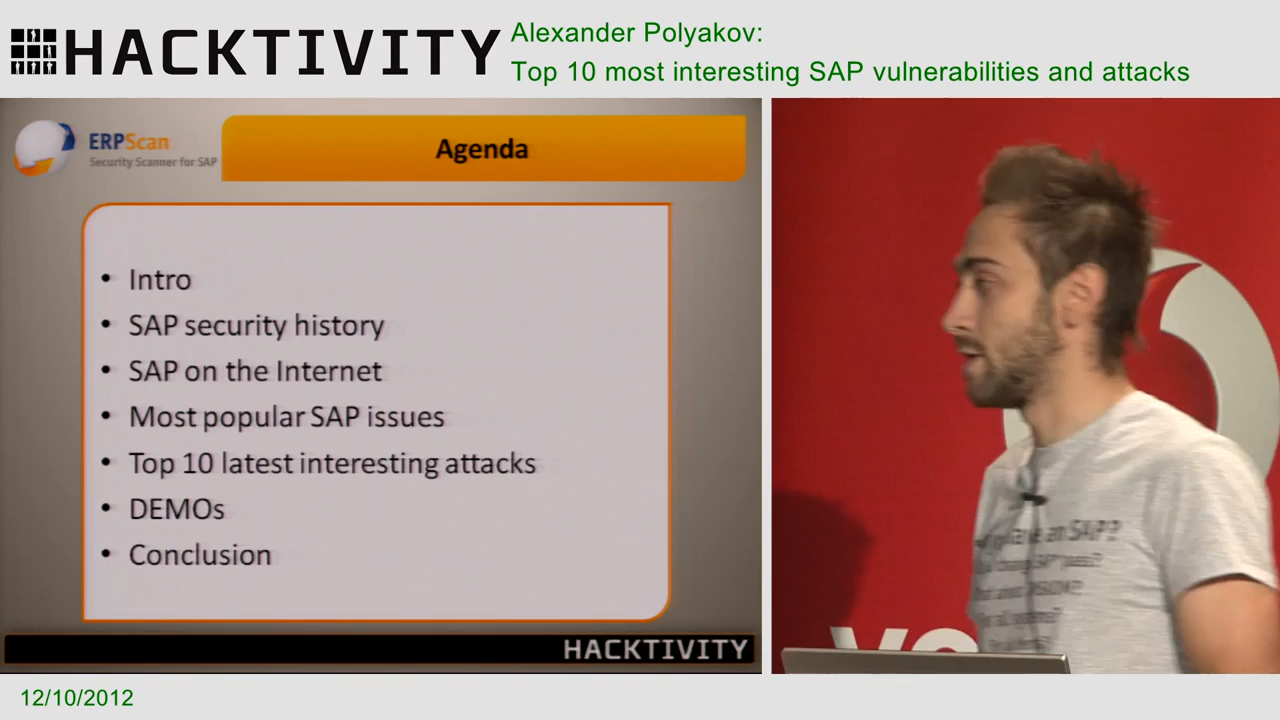 HACKTIVITY
Alexander Polyakov:
Top 10 most interesting SAP vulnerabilities and attacks
ERPScan
Security Scanner for SAP
Agenda
• Intro
• SAP security history
• SAP on the Internet
• Most popular SAP issues
• Top 10 latest interesting attacks
• DEMOs
• Conclusion
HACKTIVITY
an SAP?
12/10/2012